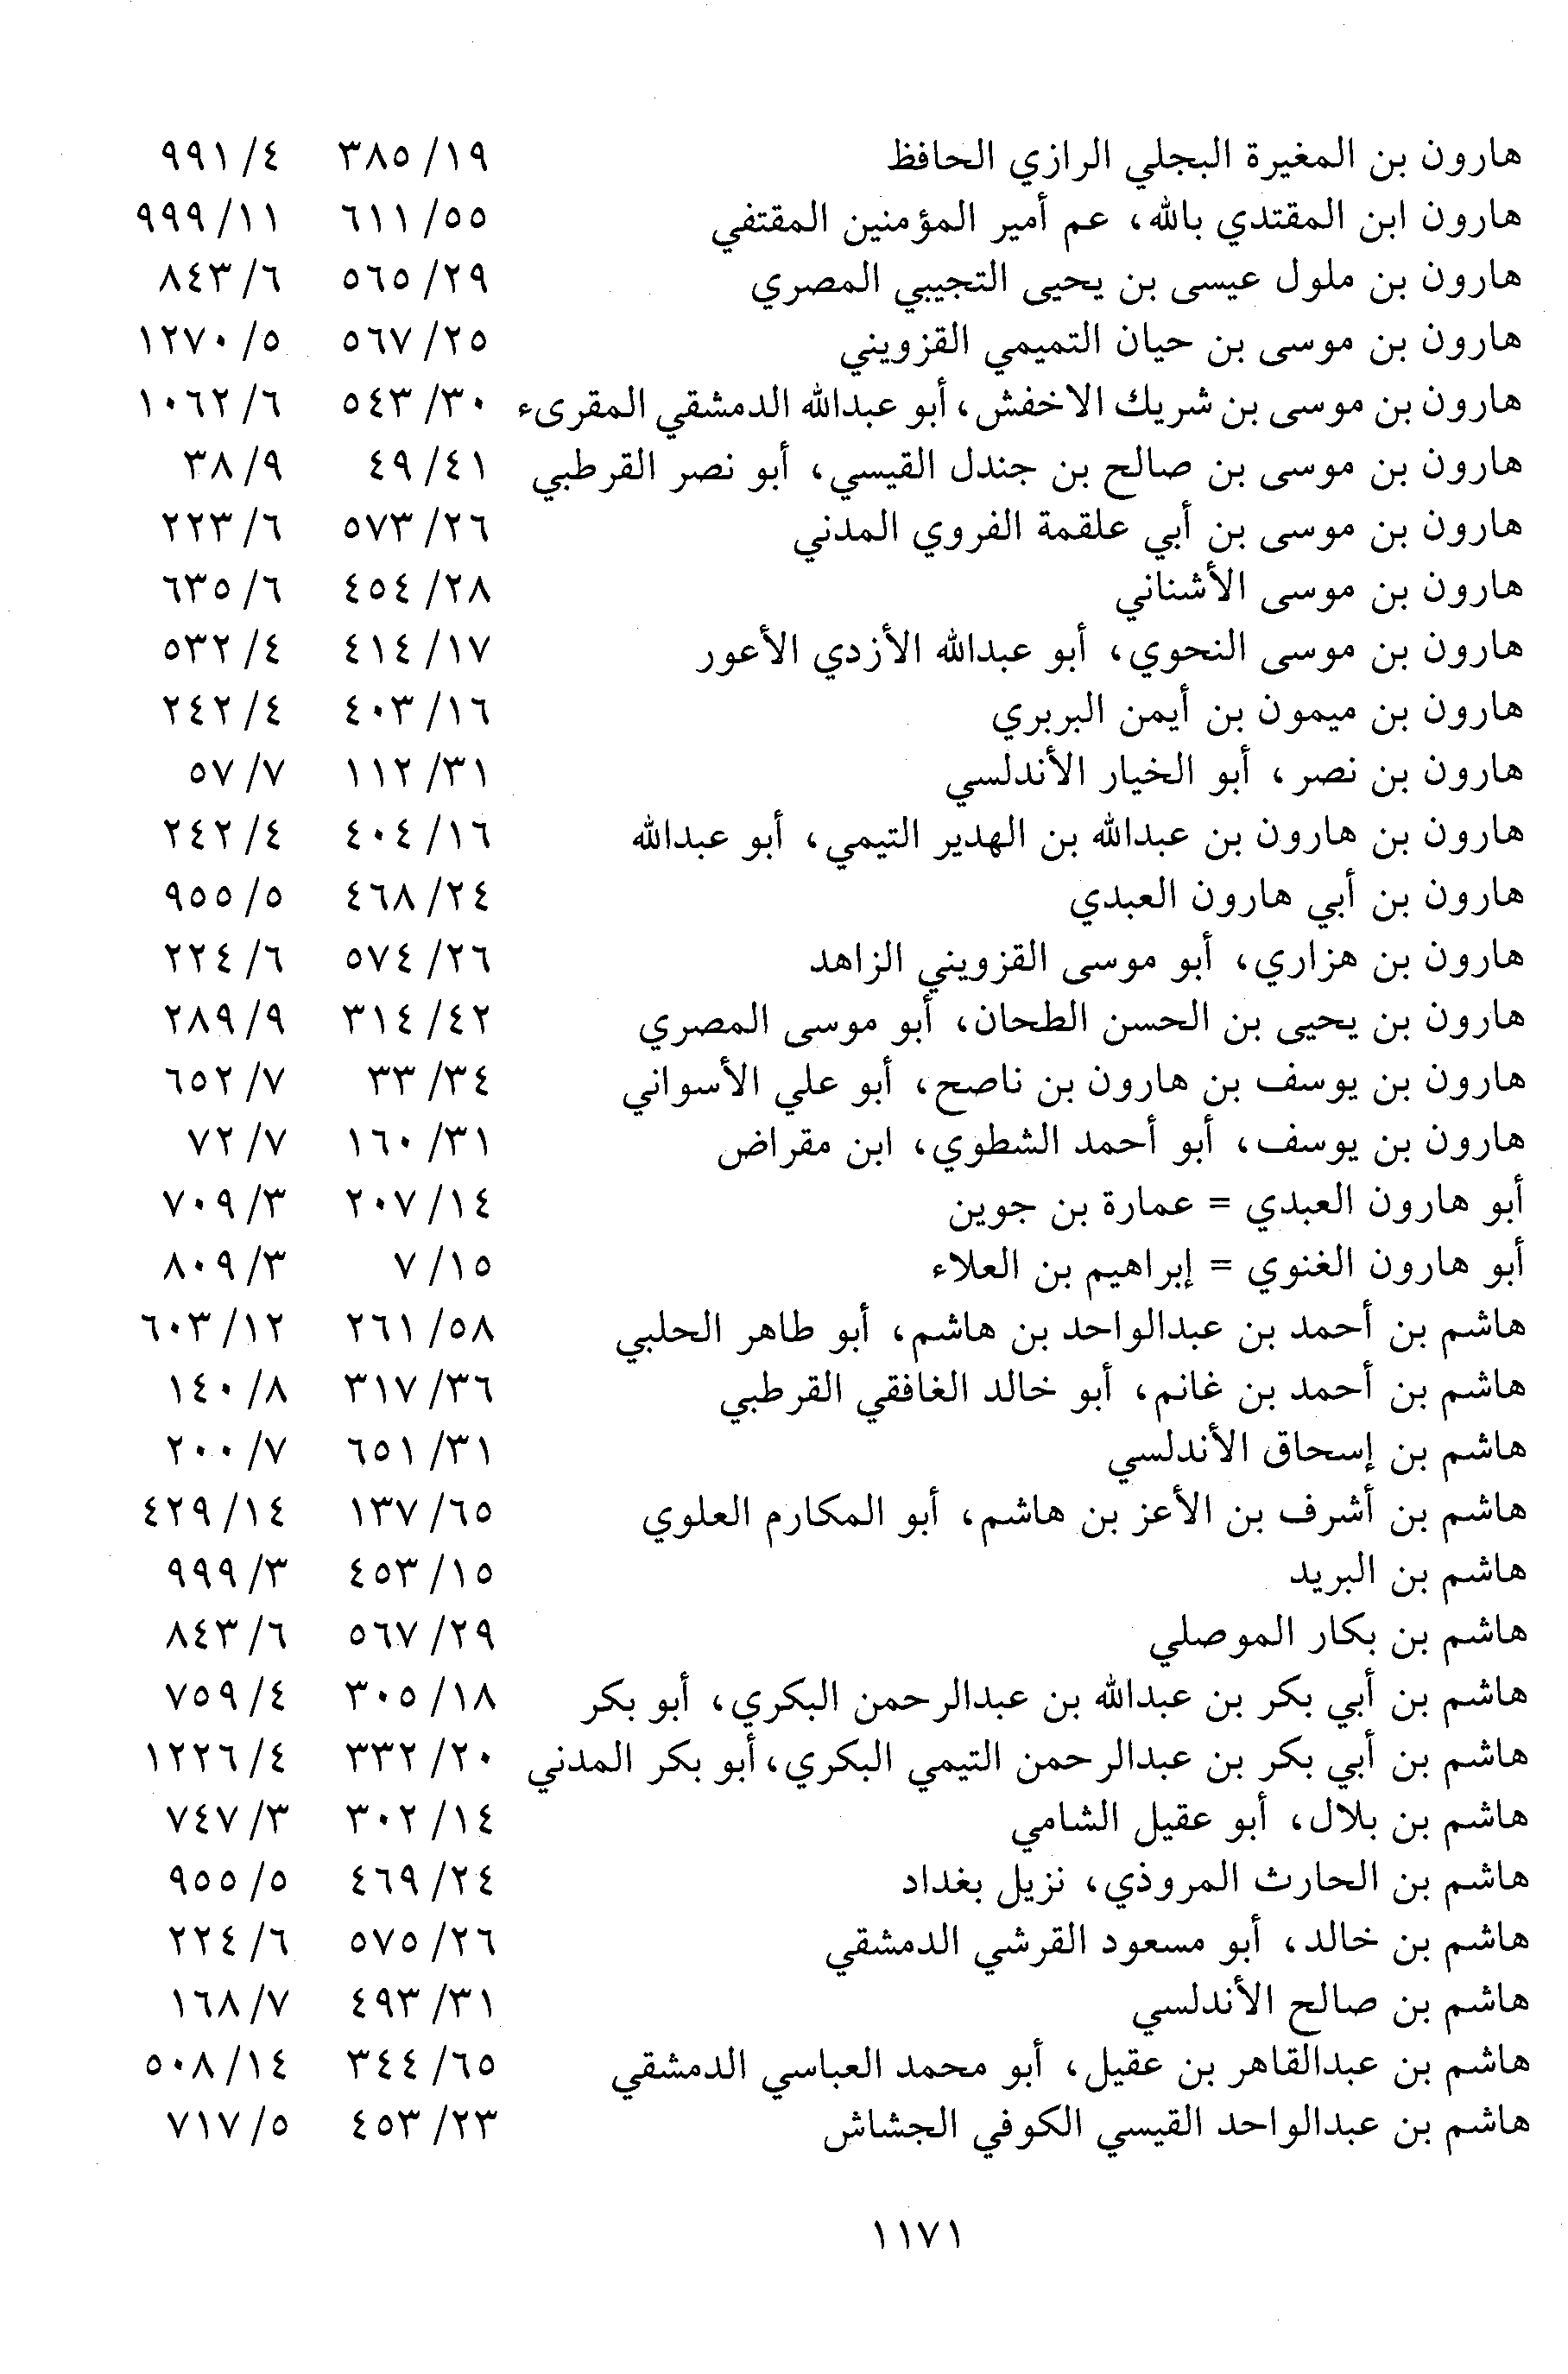 هارون بن المغيرة البجلي الرازي الحافظ ١٩/ ٣٨٥ ٤/ ٩٩١
هارون ابن المقتدي بالله، عم أمير المؤمنين المقتفي ٥٥/ ٦١١ ١١/ ٩٩٩
هارون بن ملول عيسى بن يحيى التجيبي المصري ٢٩/ ٥٦٥ ٦/ ٨٤٣
هارون بن موسى بن حيان التميمي القزويني ٢٥/ ٥٦٧ ٥/ ١٢٧٠
هارون بن موسى بن شريك الاخفش، أبو عبدالله الدمشقي المقرىء ٣٠/ ٥٤٣ ٦/ ١٠٦٢
هارون بن موسى بن صالح بن جندل القيسي، أبو نصر القرطبي ٤١/ ٤٩ ٩/ ٣٨
هارون بن موسى بن أبي علقمة الفروي المدني ٢٦/ ٥٧٣ ٦/ ٢٢٣
هارون بن موسى الأشناني ٢٨/ ٤٥٤ ٦/ ٦٣٥
هارون بن موسى النحوي، أبو عبدالله الأزدي الأعور ١٧/ ٤١٤ ٤/ ٥٣٢
هارون بن ميمون بن أيمن البربري ١٦/ ٤٠٣ ٤/ ٢٤٢
هارون بن نصر، أبو الخيار الأندلسي ٣١/ ١١٢ ٧/ ٥٧
هارون بن هارون بن عبدالله بن الهدير التيمي، أبو عبدالله ١٦/ ٤٠٤ ٤/ ٢٤٢
هارون بن أبي هارون العبدي ٢٤/ ٤٦٨ ٥/ ٩٥٥
هارون بن هزاري، أبو موسى القزويني الزاهد ٢٦/ ٥٧٤ ٦/ ٢٢٤
هارون بن يحيى بن الحسن الطحان، أبو موسى المصري ٤٢/ ٣١٤ ٩/ ٢٨٩
هارون بن يوسف بن هارون بن ناصح، أبو علي الأسواني ٣٤/ ٣٣ ٧/ ٦٥٢
هارون بن يوسف، أبو أحمد الشطوي، ابن مقراض ٣١/ ١٦٠ ٧/ ٧٢
أبو هارون العبدي = عمارة بن جوين ١٤/ ٢٠٧ ٣/ ٧٠٩
أبو هارون الغنوي = إبراهيم بن العلاء ١٥/ ٧ ٣/ ٨٠٩
هاشم بن أحمد بن عبدالواحد بن هاشم، أبو طاهر الحلبي ٥٨/ ٢٦١ ١٢/ ٦٠٣
هاشم بن أحمد بن غانم، أبو خالد الغافقي القرطبي ٣٦/ ٣١٧ ٨/ ١٤٠
هاشم بن إسحاق الأندلسي ٣١/ ٦٥١ ٧/ ٢٠٠
هاشم بن أشرف بن الأعز بن هاشم، أبو المكارم العلوي ٦٥/ ١٣٧ ١٤/ ٤٢٩
هاشم بن البريد ١٥/ ٤٥٣ ٣/ ٩٩٩
هاشم بن بكار الموصلي ٢٩/ ٥٦٧ ٦/ ٨٤٣
هاشم بن أبي بكر بن عبدالله بن عبدالرحمن البكري، أبو بكر ١٨/ ٣٠٥ ٤/ ٧٥٩
هاشم بن أبي بكر بن عبدالرحمن التيمي البكري، أبو بكر المدني ٢٠/ ٣٣٢ ٤/ ١٢٢٦
هاشم بن بلال، أبو عقيل الشامي ١٤/ ٣٠٢ ٣/ ٧٤٧
هاشم بن الحارث المروذي، نزيل بغداد ٢٤/ ٤٦٩ ٥/ ٩٥٥
هاشم بن خالد، أبو مسعود القرشي الدمشقي ٢٦/ ٥٧٥ ٦/ ٢٢٤
هاشم بن صالح الأندلسي ٣١/ ٤٩٣ ٧/ ١٦٨
هاشم بن عبدالقاهر بن عقيل، أبو محمد العباسي الدمشقي ٦٥/ ٣٤٤ ١٤/ ٥٠٨
هاشم بن عبدالواحد القيسي الكوفي الجشاش ٢٣/ ٤٥٣ ٥/ ٧١٧
١١٧١